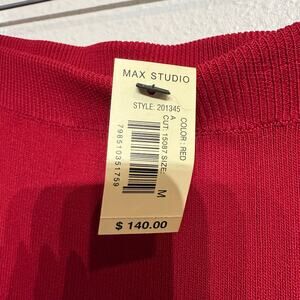 MAX STUDIO
STYLE: 201345
COLOR : RED
A
CUT: 15087 SIZE: M
798510351759
$ 140.00